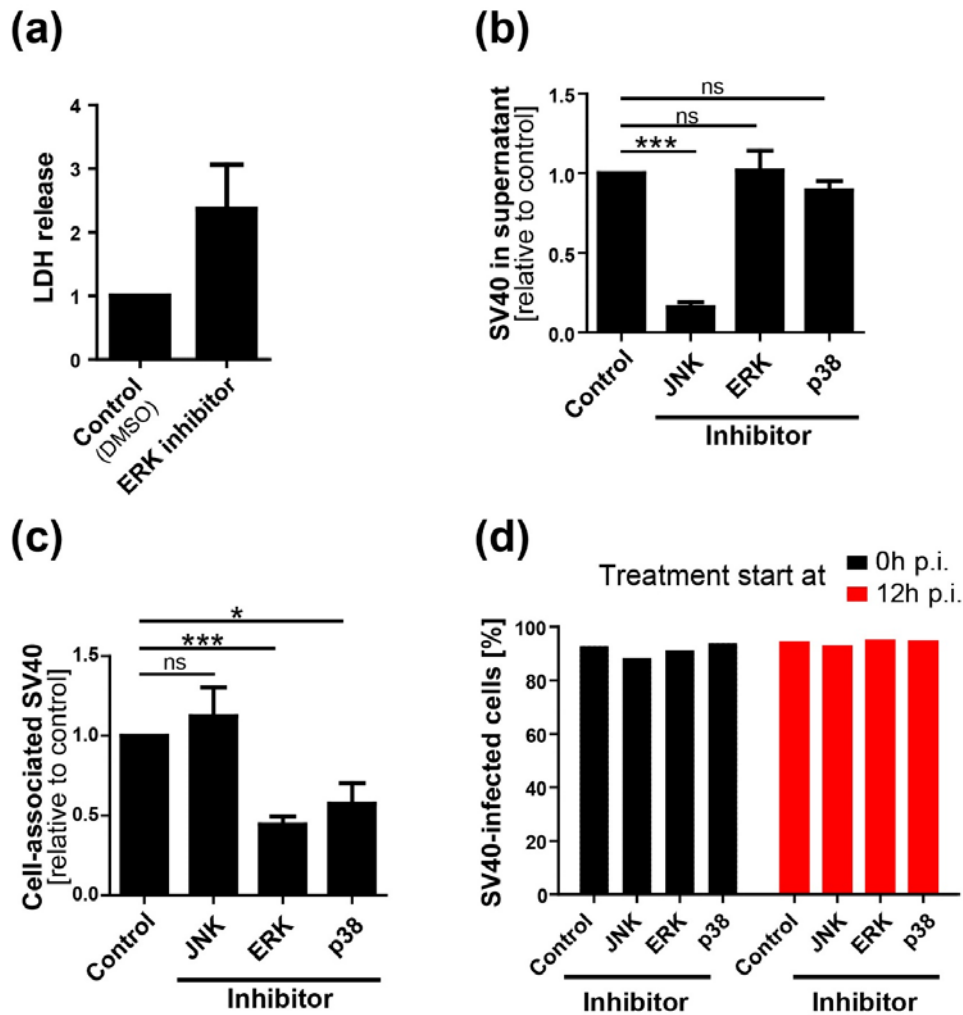 (a)
LDH release
4
3
2
1
0
Control
(DMSO)
ERK inhibitor
(b)
SV40 in supernatant
[relative to control]
1.5
1.0
0.5
0.0
ns
ns
***
Control
JNK
ERK
p38
Inhibitor
(c)
Cell-associated SV40
[relative to control]
1.5
1.0
0.5
0.0
*
***
ns
Control
JNK
ERK
p38
Inhibitor
(d)
Treatment start at
0h p.i.
12h p.i.
SV40-infected cells [%]
100
80
60
40
20
0
Control
JNK
ERK
p38
Inhibitor
Control
JNK
ERK
p38
Inhibitor